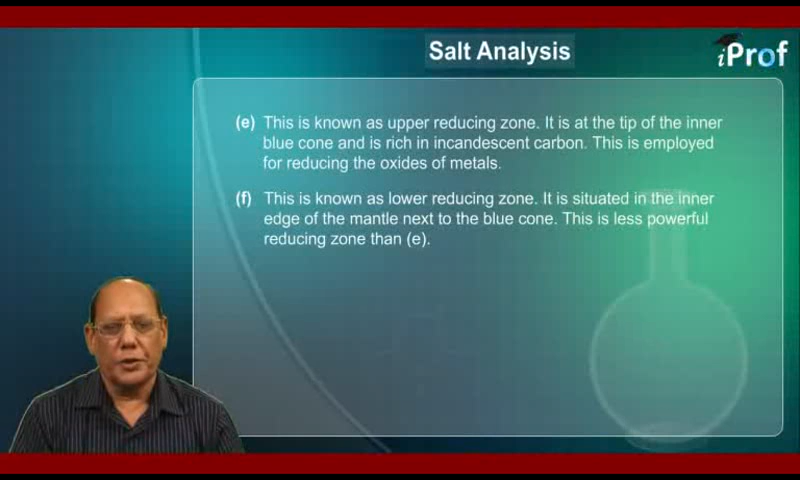 Salt Analysis
iProf
(e) This is known as upper reducing zone. It is at the tip of the inner
blue cone and is rich in incandescent carbon. This is employed
for reducing the oxides of metals.
(f) This is known as lower reducing zone. It is situated in the inner
edge of the mantle next to the blue cone. This is less powerful
reducing zone than (e).